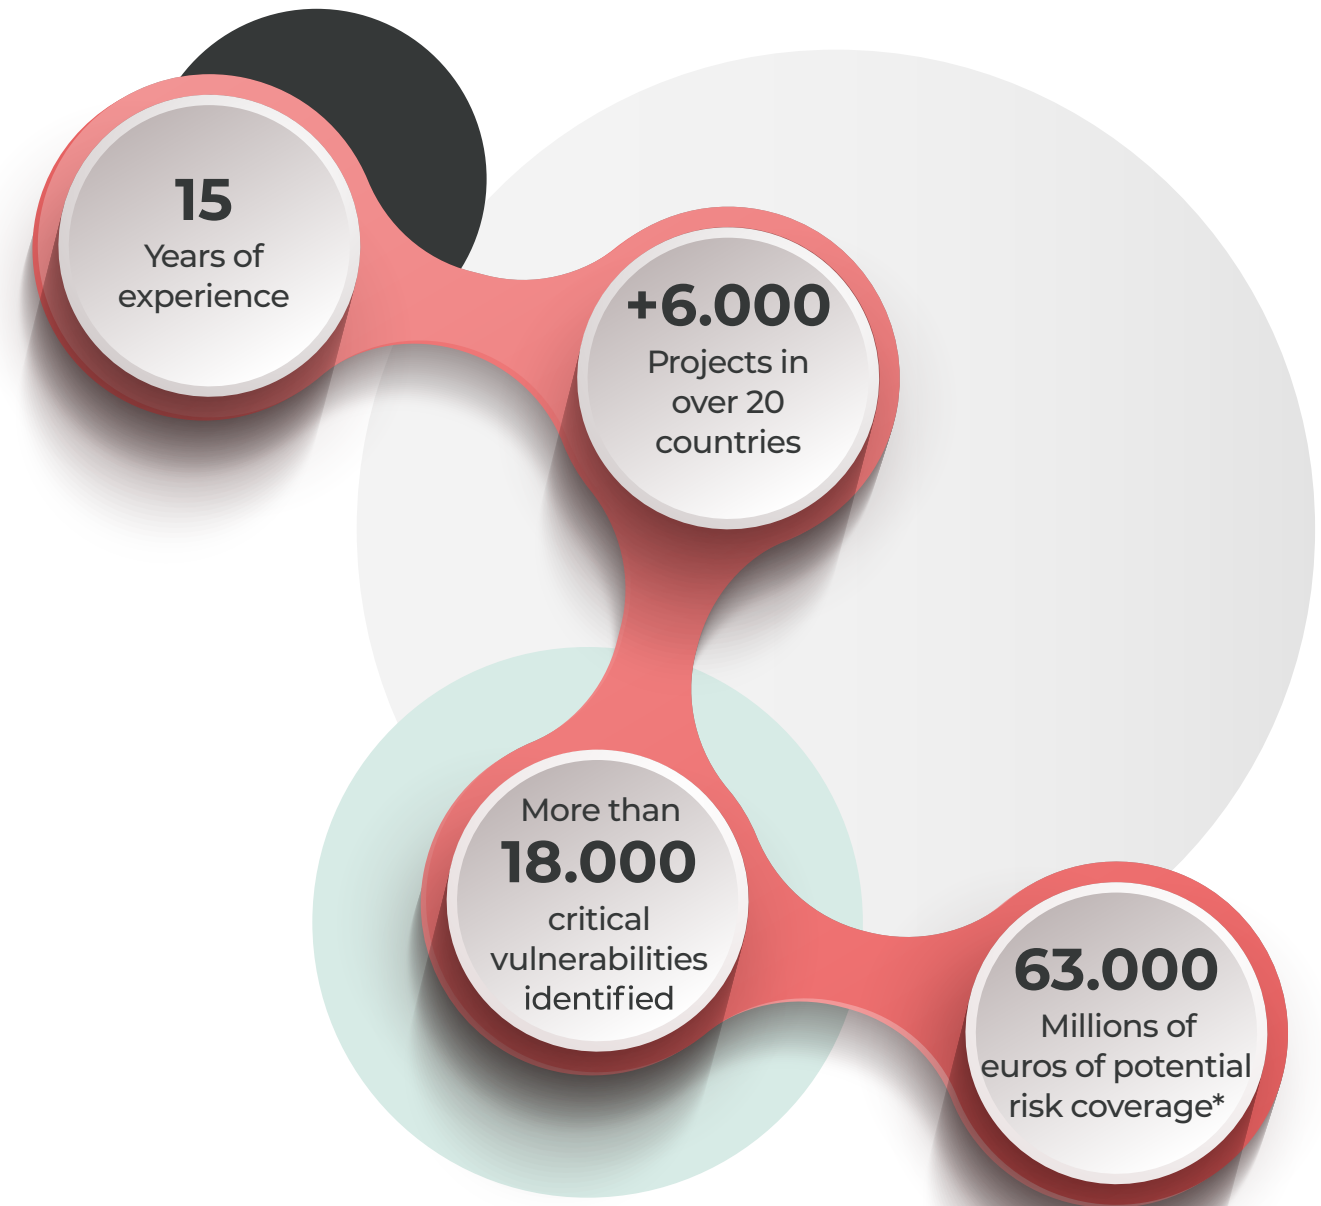 15
Years of
experience
+6.000
Projects in
over 20
countries
More than
18.000
critical
vulnerabilities
identified
63.000
Millions of
euros of potential
risk coverage*